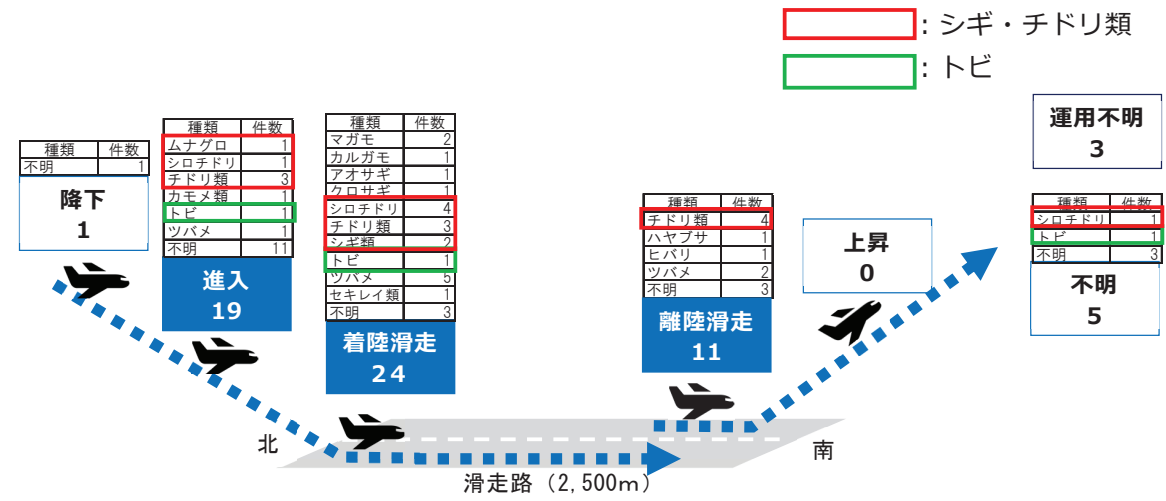 : シギ・チドリ類
: トビ
種類 件数
不明 1
降下
1
種類 件数
ムナグロ 1
シロチドリ 1
チドリ類 3
カモメ類 1
トビ 1
ツバメ 1
不明 11
進入
19
種類 件数
マガモ 2
カルガモ 1
アオサギ 1
クロサギ 1
シロチドリ 4
チドリ類 3
シギ類 2
トビ 1
ツバメ 5
セキレイ類 1
不明 3
着陸滑走
24
種類 件数
チドリ類 4
ハヤブサ 1
ヒバリ 1
ツバメ 2
不明 3
離陸滑走
11
上昇
0
運用不明
3
種類 件数
シロチドリ 1
トビ 1
不明 3
不明
5
北
南
滑走路（2,500m）